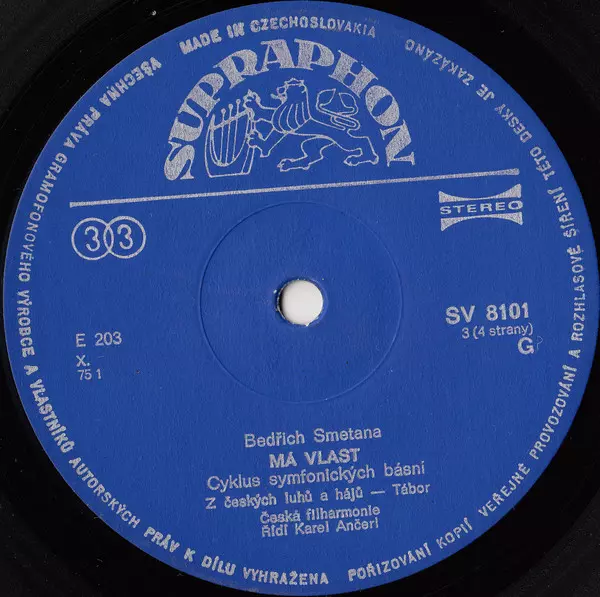 MADE IN CZECHOSLOVAKIA
VŠECHNA PRÁVA GRAMOFONOVÉHO VÝROBCE A VLASTNÍKŮ AUTORSKÝCH PRÁV K DÍLU VYHRAŽENA
POŘIZOVÁNÍ KOPIÍ VEŘEJNÉ PROVOZOVÁNÍ A ROZHLASOVÉ ŠÍŘENÍ TÉTO DESKY JE ZAKÁZÁNO
SUPRAPHON
33
STEREO
E 203
X.
75 1
SV 8101
3 (4 strany)
G
Bedřich Smetana
MÁ VLAST
Cyklus symfonických básní
Z českých luhů a hájů — Tábor
Česká filharmonie
Řídí Karel Ančerl